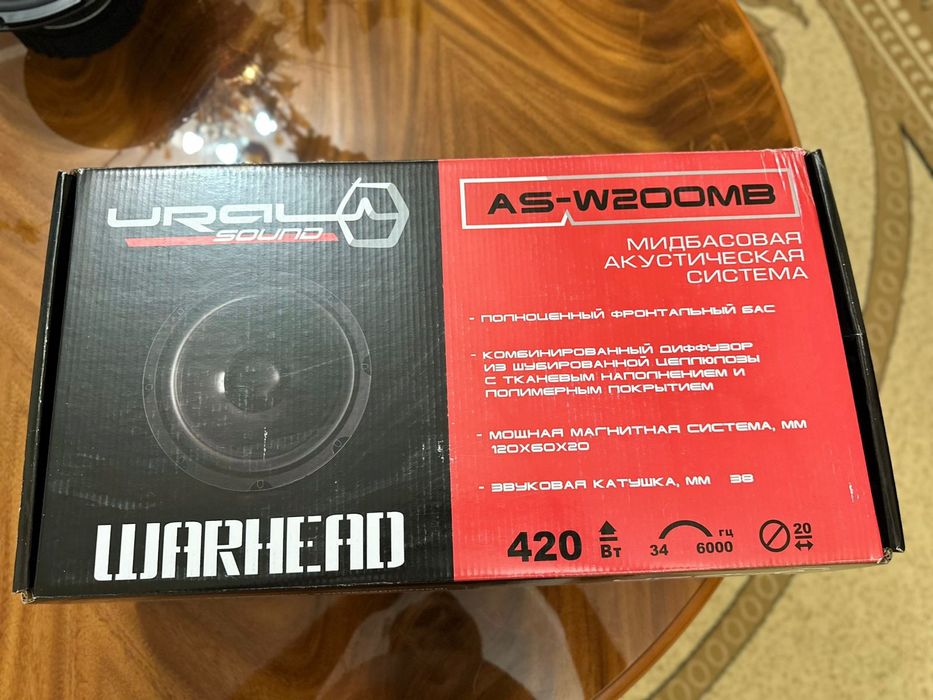 URAL
SOUND
WARHEAD
AS-W200MB
МИДБАСОВАЯ
АКУСТИЧЕСКАЯ
СИСТЕМА
- ПОЛНОЦЕННЫЙ ФРОНТАЛЬНЫЙ БАС
- КОМБИНИРОВАННЫЙ ДИФФУЗОР
ИЗ ШУБИРОВАННОЙ ЦЕЛЛЮЛОЗЫ
С ТКАНЕВЫМ НАПОЛНЕНИЕМ И
ПОЛИМЕРНЫМ ПОКРЫТИЕМ
- МОЩНАЯ МАГНИТНАЯ СИСТЕМА, ММ
120X60X20
- ЗВУКОВАЯ КАТУШКА, ММ 38
420 Вт
34 6000 гц
20